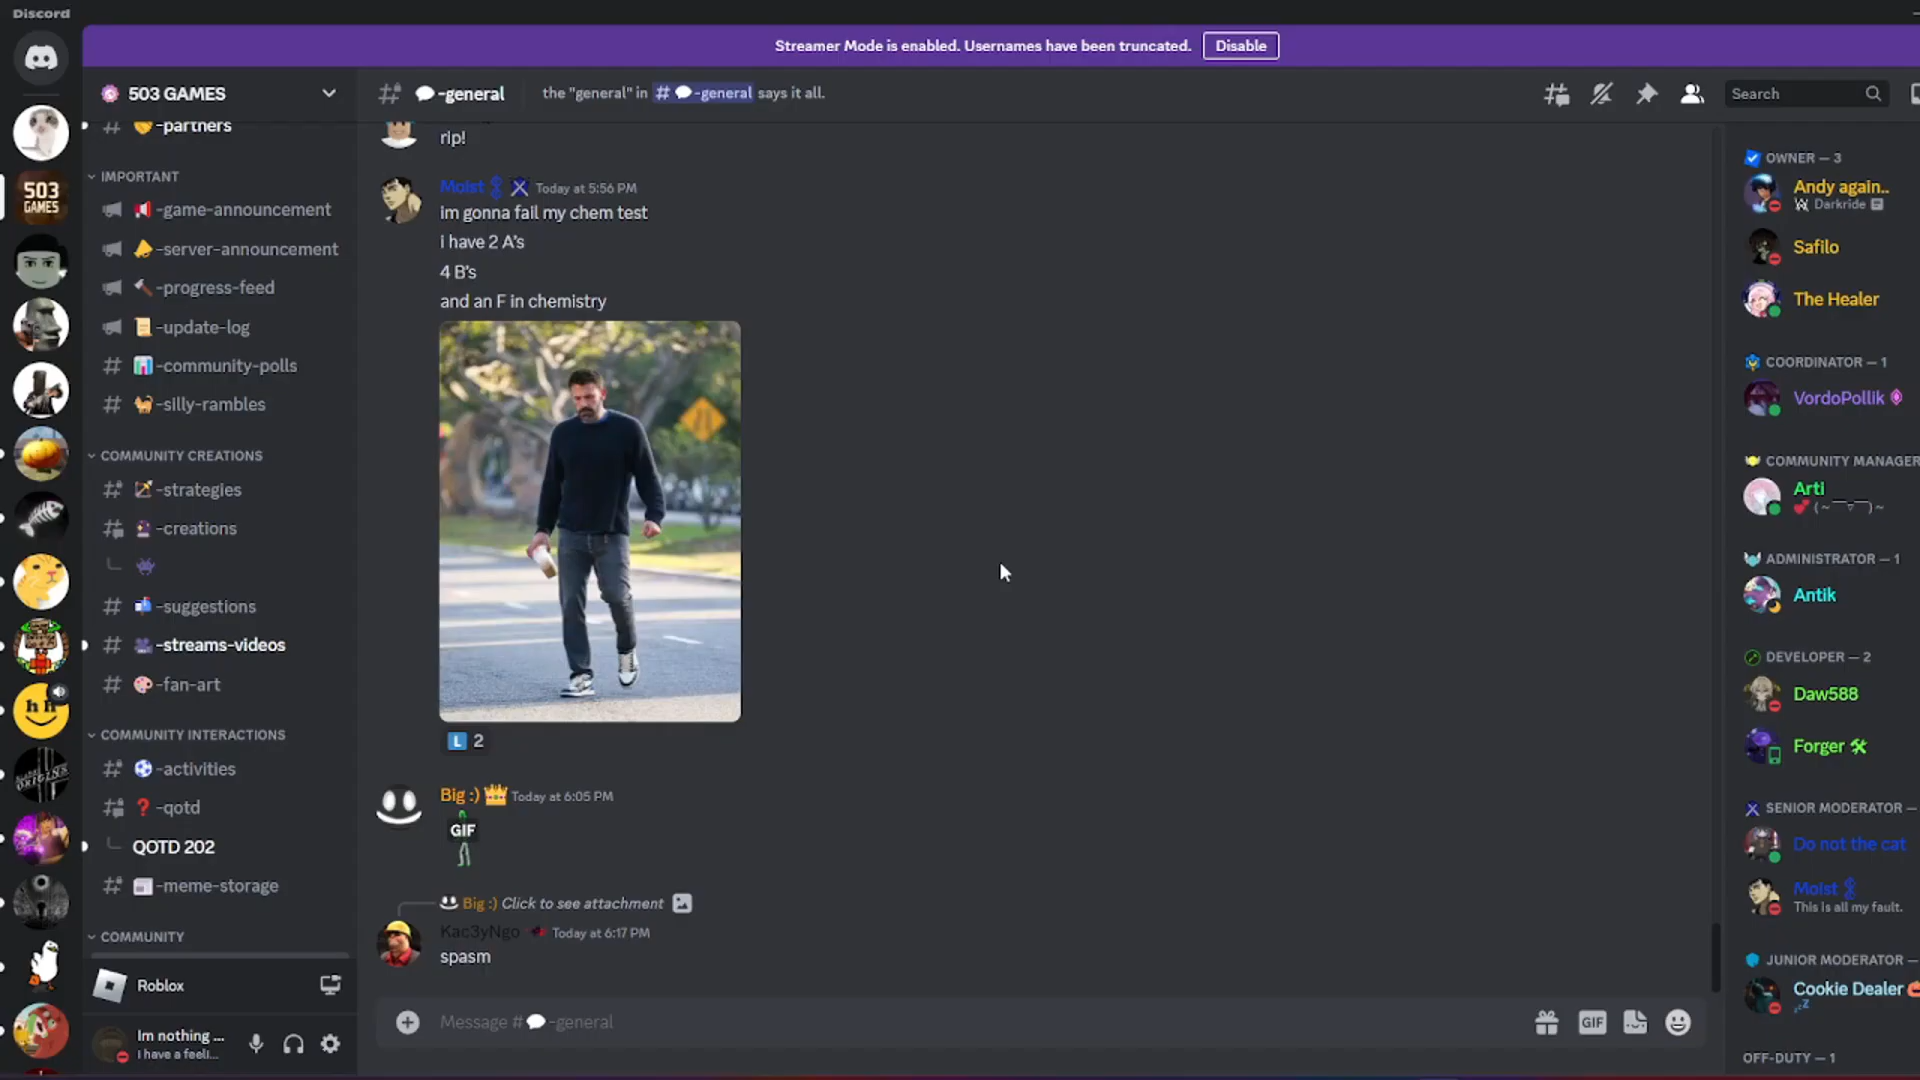 Discord
Streamer Mode is enabled. Usernames have been truncated.
Disable
503 GAMES
-general
the "general" in # -general says it all.
Search
-partners
IMPORTANT
-game-announcement
-server-announcement
-progress-feed
-update-log
-community-polls
-silly-rambles
COMMUNITY CREATIONS
-strategies
-creations
-suggestions
-streams-videos
-fan-art
COMMUNITY INTERACTIONS
-activities
-qotd
QOTD 202
-meme-storage
COMMUNITY
Roblox
Im nothing ...
i have a feeli...
503
GAMES
h h
rip!
Moist Today at 5:56 PM
im gonna fail my chem test
i have 2 A's
4 B's
and an F in chemistry
L 2
Big :) Today at 6:05 PM
GIF
Big :) Click to see attachment
Kac3yNgo Today at 6:17 PM
spasm
Message # -general
GIF
OWNER — 3
Andy again..
Darkride
Safilo
The Healer
COORDINATOR — 1
VordoPollik
COMMUNITY MANAGER
Arti
ADMINISTRATOR — 1
Antik
DEVELOPER — 2
Daw588
Forger
SENIOR MODERATOR —
Do not the cat
Moist
This is all my fault.
JUNIOR MODERATOR —
Cookie Dealer
OFF-DUTY — 1